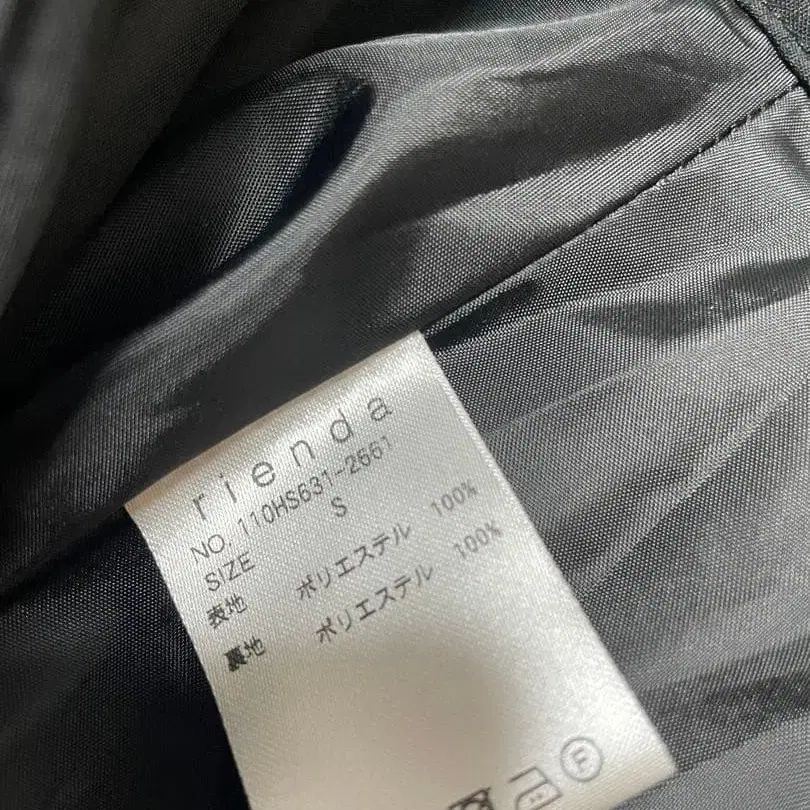 rienda
NO. 110HS631-2661
SIZE S
表地 ポリエステル 100%
裏地 ポリエステル 100%
F